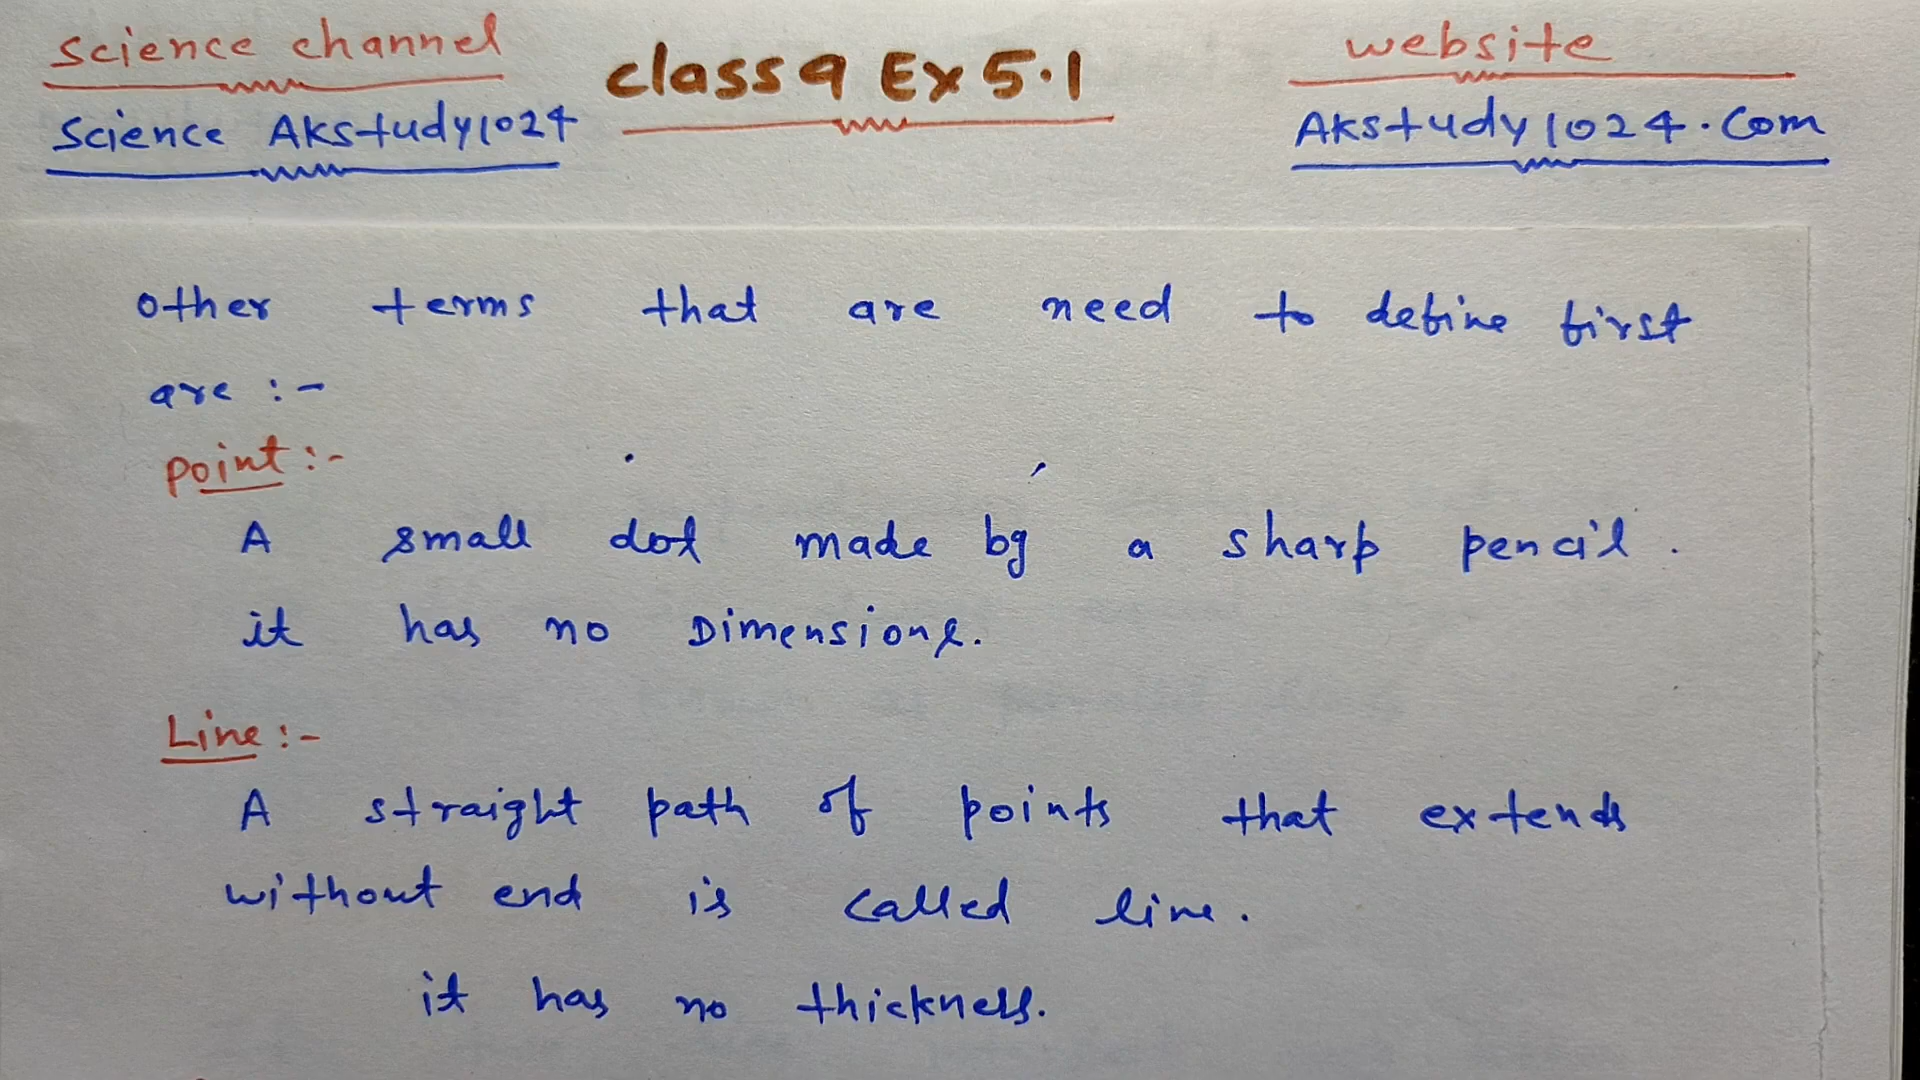 Science channel
Science AKstudy1024
class 9 Ex 5.1
website
AKstudy1024.Com
other terms that are need to define first
are :-
point :-
A small dot made by a sharp pencil.
it has no Dimensions.
Line :-
A straight path of points that extends
without end is called line.
it has no thickness.